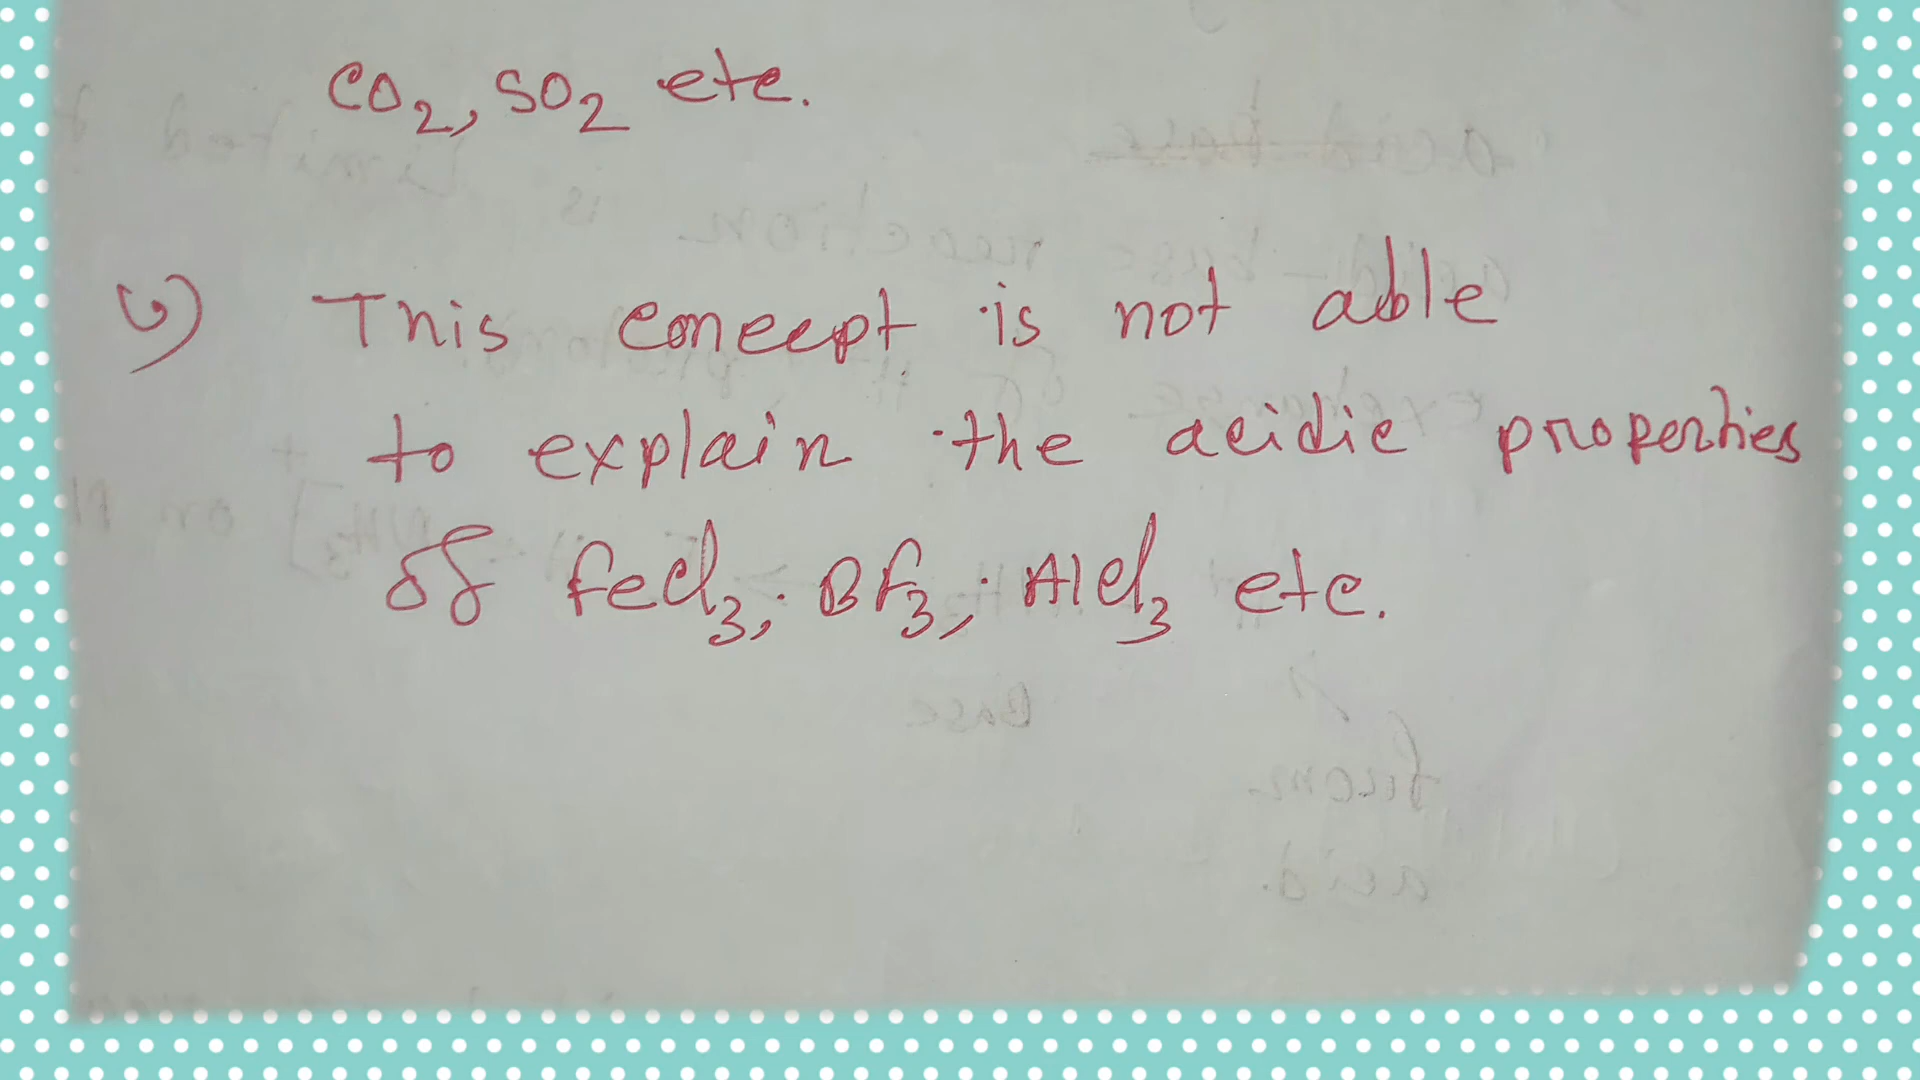 CO2, SO2 etc.
v) This concept is not able
to explain the acidic properties
of FeCl3, BF3, AlCl3 etc.